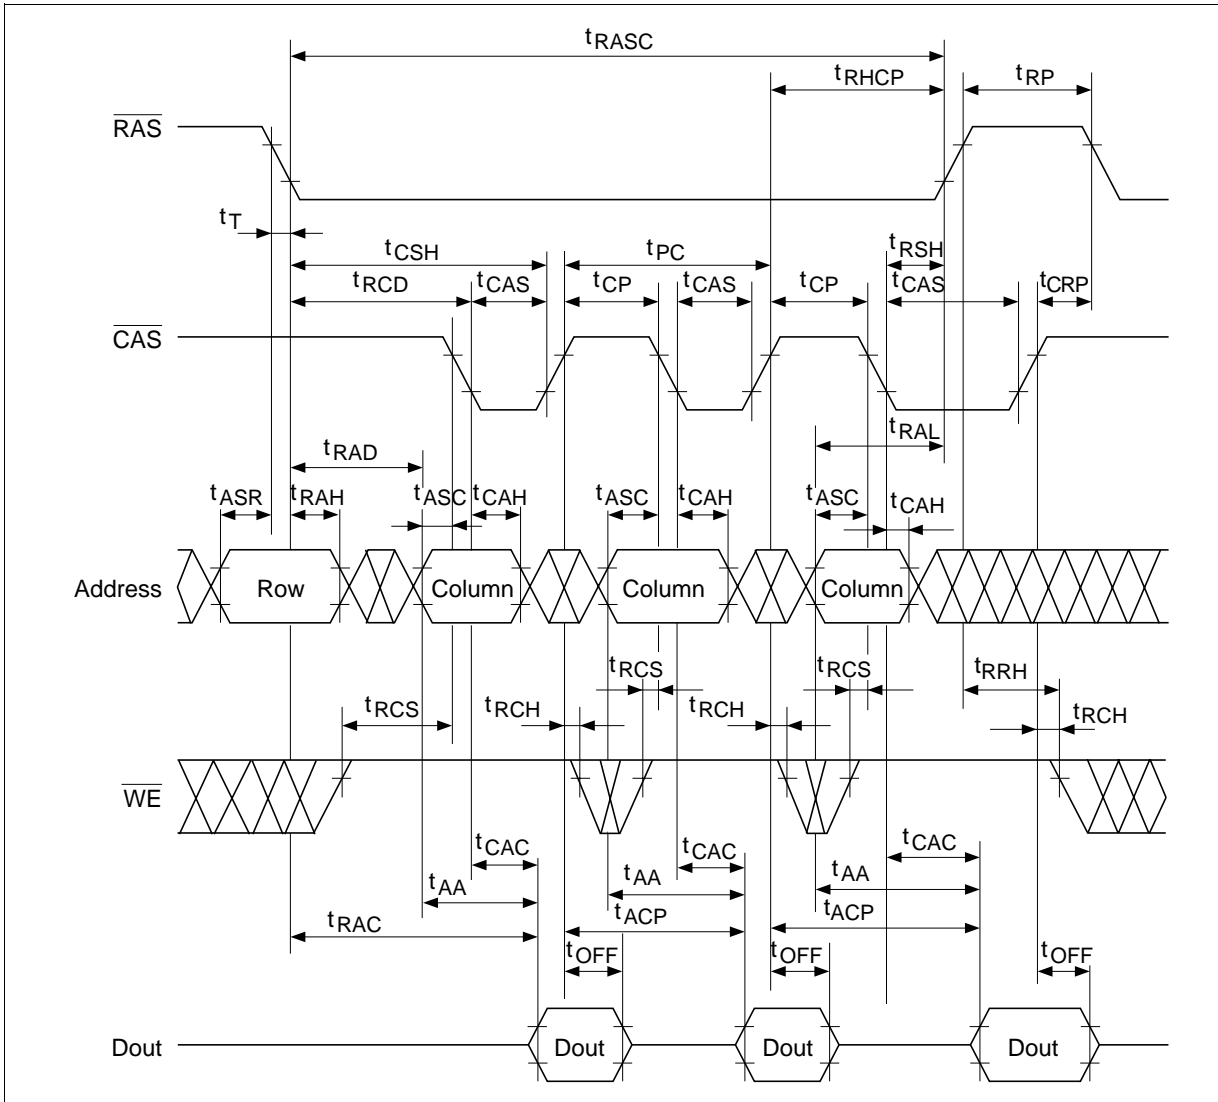 tRASC
tRHCP
tRP
RAS
tT
tCSH
tPC
tRSH
tRCD
tCAS
tCP
tCAS
tCP
tCAS
tCRP
CAS
tRAL
tRAD
tASR
tRAH
tASC
tCAH
tASC
tCAH
tASC
tCAH
Address
Row
Column
Column
Column
tRCS
tRCS
tRRH
tRCS
tRCH
tRCH
tRCH
WE
tCAC
tCAC
tCAC
tAA
tAA
tAA
tRAC
tACP
tACP
tOFF
tOFF
tOFF
Dout
Dout
Dout
Dout